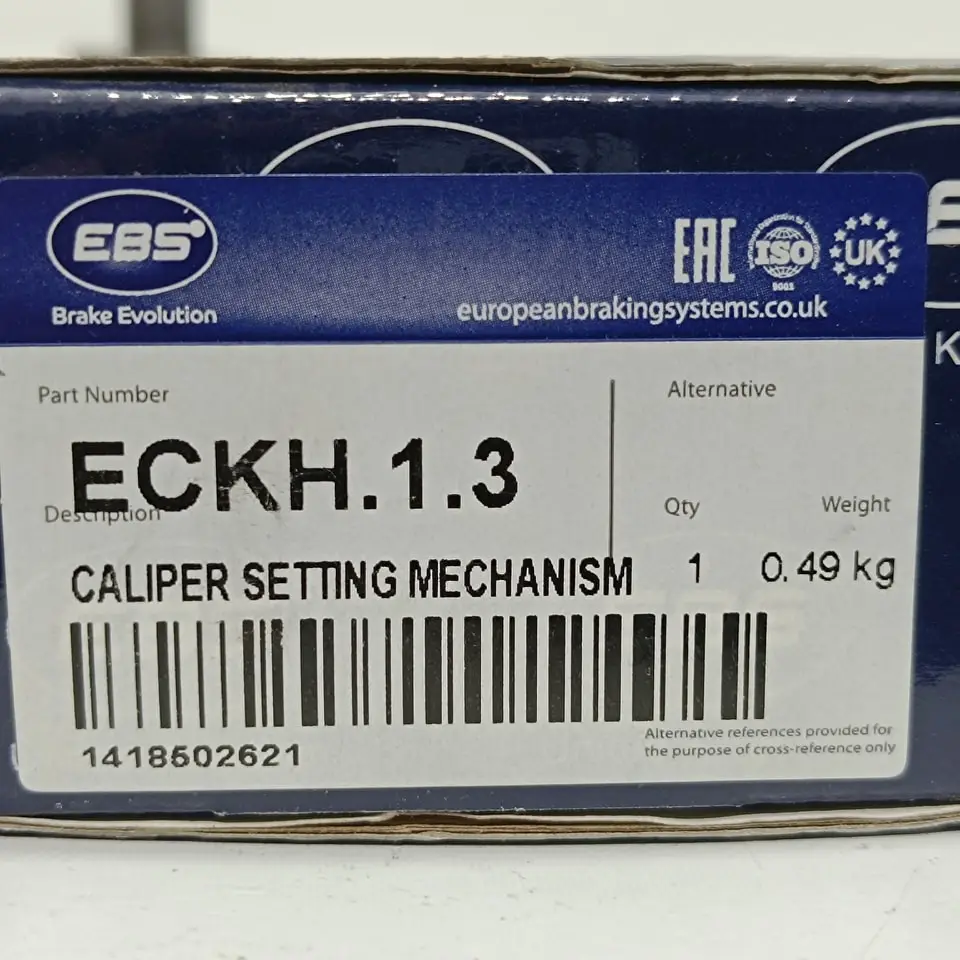 EBS
Brake Evolution
EAC
ISO
9001
UK
europeanbrakingsystems.co.uk
K
Part Number
Alternative
ECKH.1.3
Description
Qty
Weight
CALIPER SETTING MECHANISM
1
0.49 kg
1418502621
Alternative references provided for
the purpose of cross-reference only